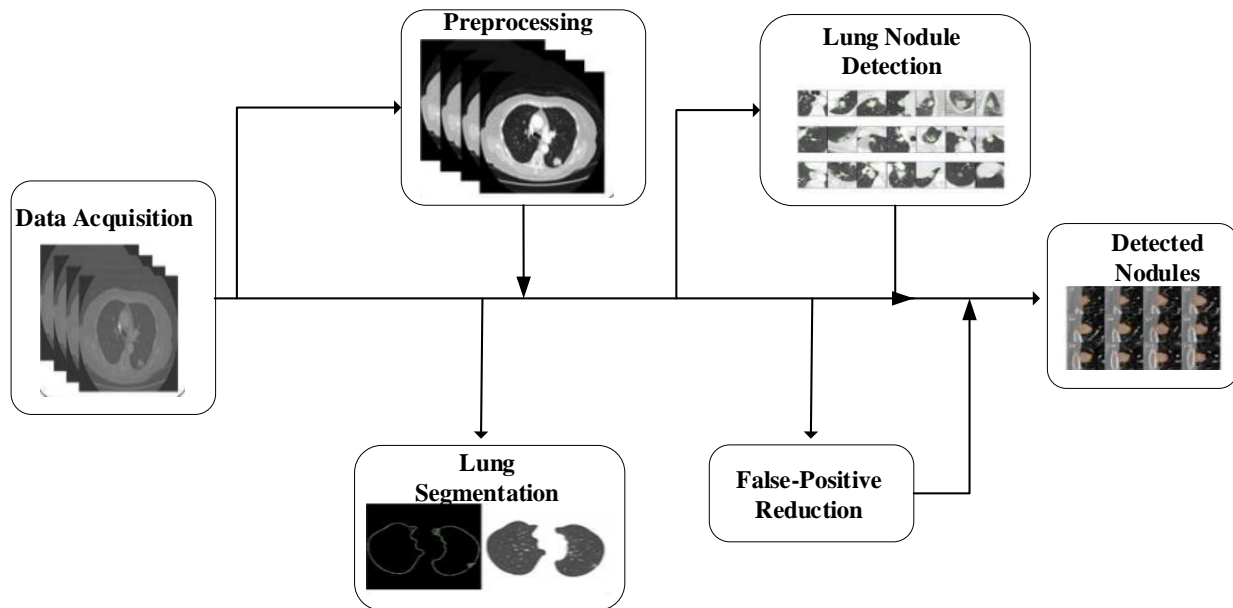 Preprocessing
Lung Nodule
Detection
Data Acquisition
Detected
Nodules
Lung
Segmentation
False-Positive
Reduction